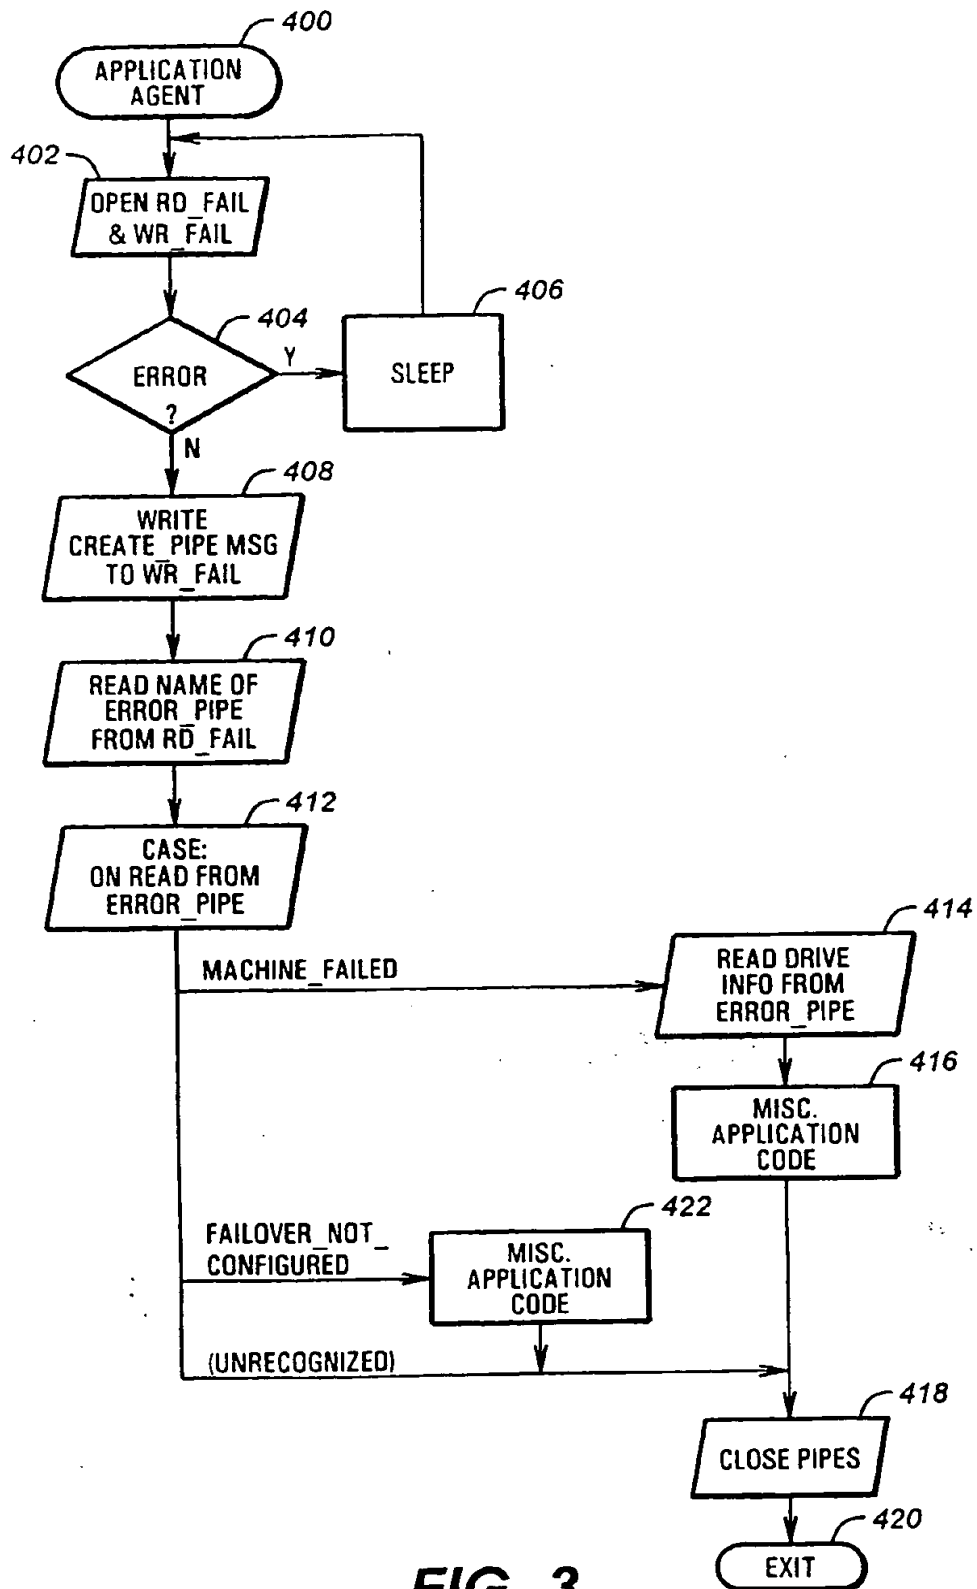 400
APPLICATION
AGENT
402
OPEN RD_FAIL
& WR_FAIL
404
406
ERROR
?
Y
SLEEP
N
408
WRITE
CREATE_PIPE MSG
TO WR_FAIL
410
READ NAME OF
ERROR_PIPE
FROM RD_FAIL
412
CASE:
ON READ FROM
ERROR_PIPE
MACHINE_FAILED
414
READ DRIVE
INFO FROM
ERROR_PIPE
416
MISC.
APPLICATION
CODE
FAILOVER_NOT_
CONFIGURED
422
MISC.
APPLICATION
CODE
(UNRECOGNIZED)
418
CLOSE PIPES
420
EXIT
FIG. 3